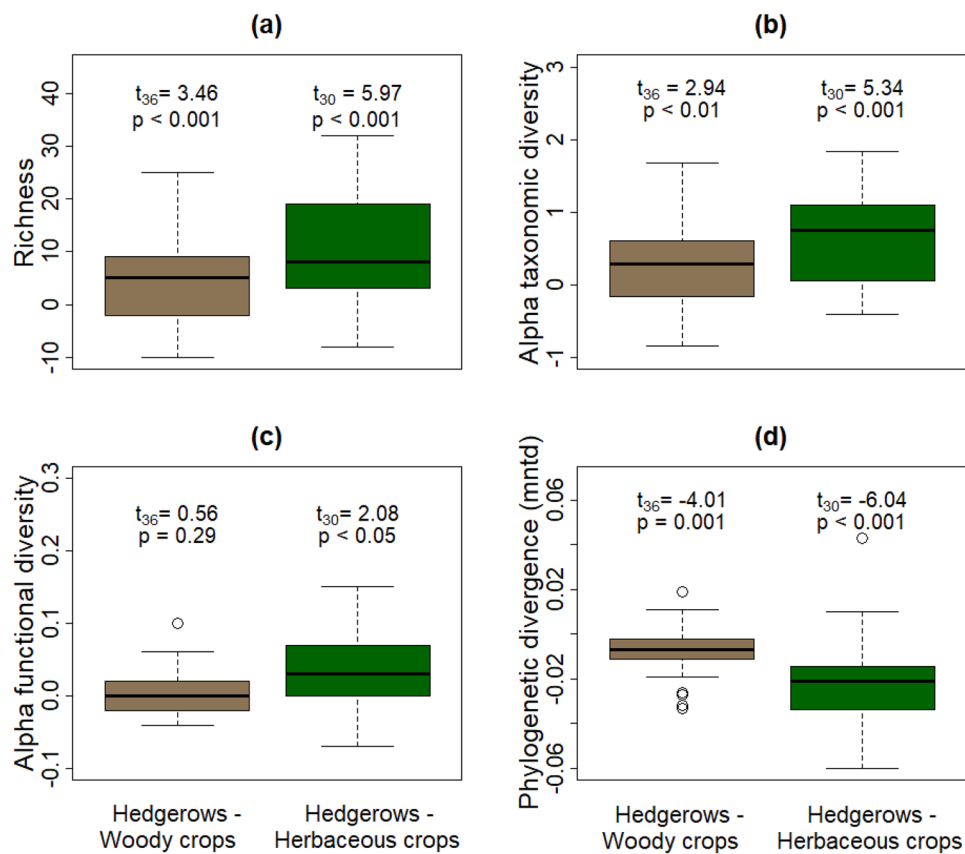 (a)
t36= 3.46
p < 0.001
t30 = 5.97
p < 0.001
Richness
40
30
20
10
0
-10
(b)
t36 = 2.94
p < 0.01
t30 = 5.34
p < 0.001
Alpha taxonomic diversity
3
2
1
0
-1
(c)
t36= 0.56
p = 0.29
t30= 2.08
p < 0.05
Alpha functional diversity
0.3
0.2
0.1
0.0
-0.1
Hedgerows -
Woody crops
Hedgerows -
Herbaceous crops
(d)
t36= -4.01
p = 0.001
t30= -6.04
p < 0.001
Phylogenetic divergence (mntd)
0.06
0.02
-0.02
-0.06
Hedgerows -
Woody crops
Hedgerows -
Herbaceous crops